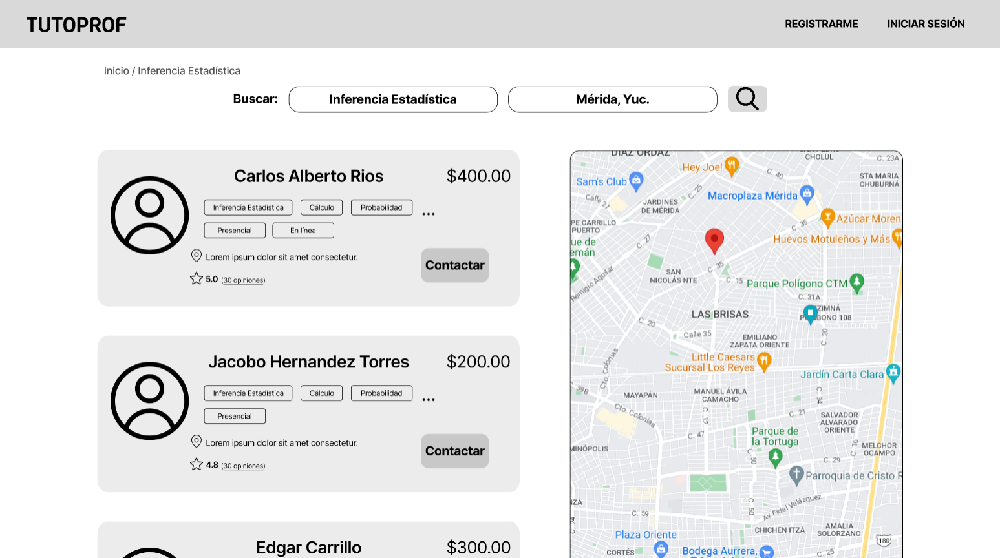 TUTOPROF
REGISTRARME
INICIAR SESIÓN
Inicio / Inferencia Estadística
Buscar:
Inferencia Estadística
Mérida, Yuc.
Carlos Alberto Rios
$400.00
Inferencia Estadística
Cálculo
Probabilidad
...
Presencial
En línea
Lorem ipsum dolor sit amet consectetur.
Contactar
5.0 (30 opiniones)
Jacobo Hernandez Torres
$200.00
Inferencia Estadística
Cálculo
Probabilidad
...
Presencial
Lorem ipsum dolor sit amet consectetur.
Contactar
4.8 (30 opiniones)
Edgar Carrillo
$300.00
DIAZ ORDAZ
CHOLUL
C. 23A
Hey Joe!
C. 40
Sam's Club
STA MARIA
CHUBURNÁ
C. 25
Macroplaza Mérida
Calle 21
JARDINES
DE MÉRIDA
PE CARRILLO
PUERTO
C. 35
Azúcar Moren
C. 27
Huevos Motuleños y Más
ue de
emán
C. 35
Remigio Aguilar
SAN
NICOLÁS NTE
C. 15
Parque Polígono CTM
C. 31A
LAS BRISAS
ZIMNÁ
GONO 108
C. 20
Calle 35
C. 20
EMILIANO
ZAPATA ORIENTE
Cto. Colonias
Little Caesars
Sucursal Los Reyes
Jardín Carta Clara
C. 39B
MAYAPÁN
MANUEL ÁVILA
CAMACHO
C. 34
Cto. Colonias
C. 12
C. 21
SALVADOR
ALVARADO
ORIENTE
C. 47
Parque de
la Tortuga
C. 16
MINÓPOLIS
MELCHOR
OCAMPO
C. 50
C. 29
Parroquia de Cristo R
NZA
C. 50
Av Fidel Velázquez
C. 59
C. 24
CHICHÉN ITZÁ
AMALIA
SOLORZANO
Plaza Oriente
180
CORTÉS
Bodega Aurrera,
C. 25